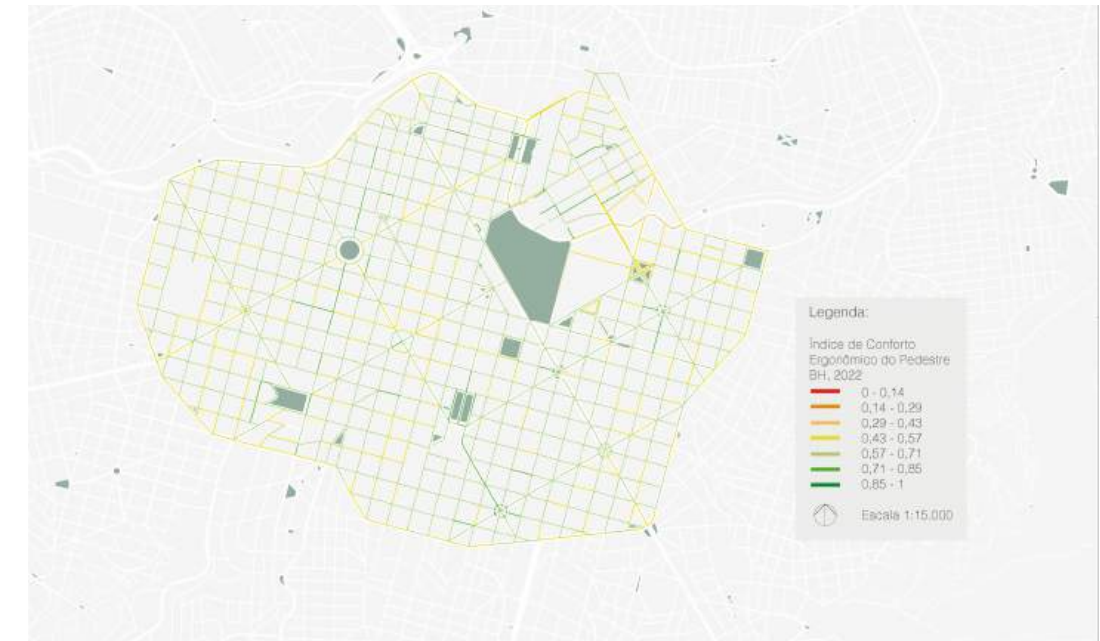 Legenda:
Índice de Conforto
Ergonômico do Pedestre
BH, 2022
0 - 0,14
0,14 - 0,29
0,29 - 0,43
0,43 - 0,57
0,57 - 0,71
0,71 - 0,85
0,85 - 1
Escala 1:15.000